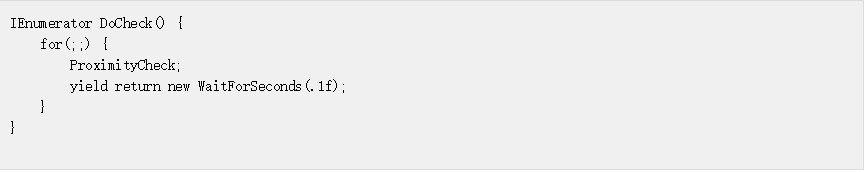 IEnumerator DoCheck() {
    for(;;) {
        ProximityCheck;
        yield return new WaitForSeconds(.1f);
    }
}